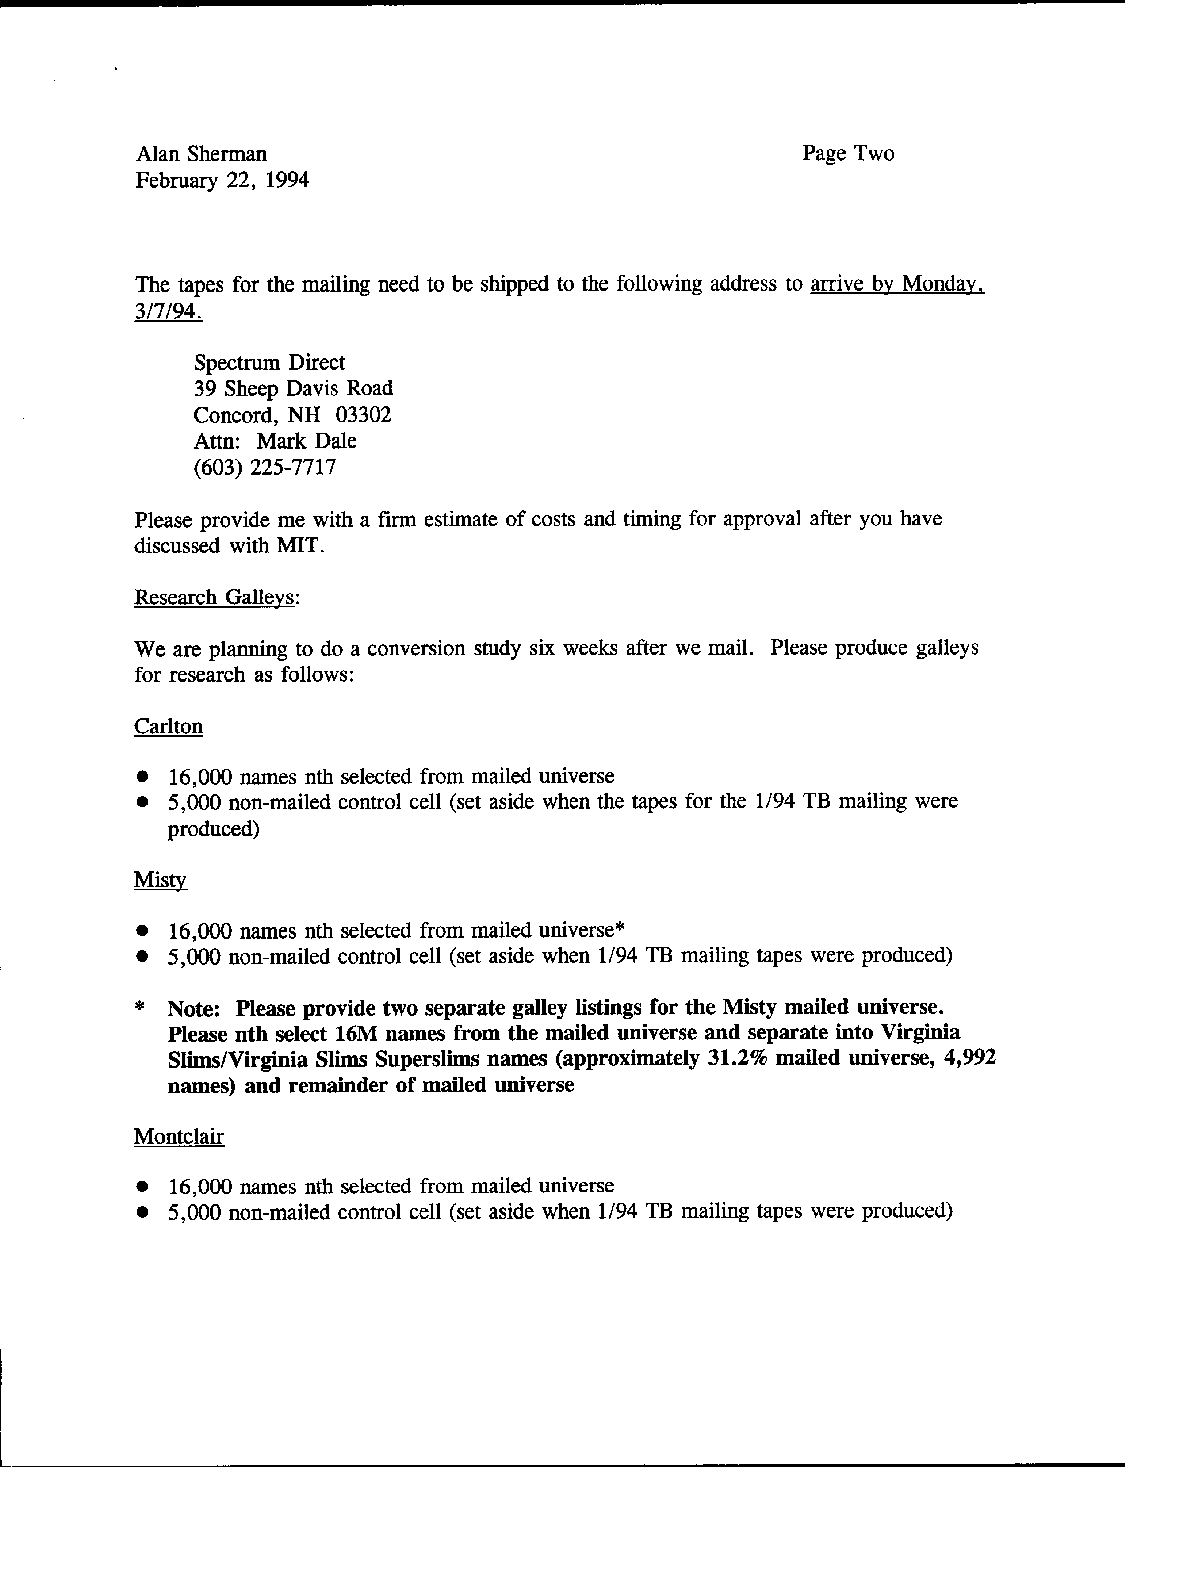 Alan Sherman Page Two
February 22, 1994
The tapes for the mailing need to be shipped to the following address to arrive by Monday,
3/7/94.
Spectrum Direct
39 Sheep Davis Road
Concord, NH 03302
Attn: Mark Dale
(603) 225-7717
Please provide me with a firm estimate of costs and timing for approval after you have
discussed with MIT.
Research Galleys:
We are planning to do a conversion study six weeks after we mail. Please produce galleys
for research as follows:
Carlton
● 16,000 names nth selected from mailed universe
● 5,000 non-mailed control cell (set aside when the tapes for the 1/94 TB mailing were
produced)
Misty
● 16,000 names nth selected from mailed universe*
● 5,000 non-mailed control cell (set aside when 1/94 TB mailing tapes were produced)
* Note: Please provide two separate galley listings for the Misty mailed universe.
Please nth select 16M names from the mailed universe and separate into Virginia
Slims/Virginia Slims Superslims names (approximately 31.2% mailed universe, 4,992
names) and remainder of mailed universe
Montclair
● 16,000 names nth selected from mailed universe
● 5,000 non-mailed control cell (set aside when 1/94 TB mailing tapes were produced)